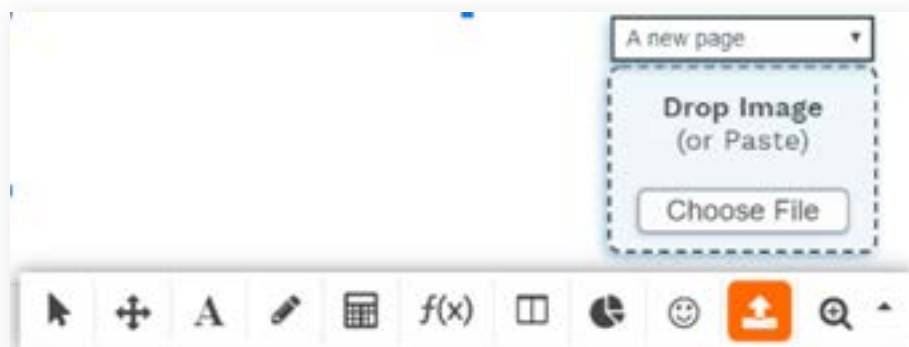 A new page
Drop Image
(or Paste)
Choose File
A f(x)